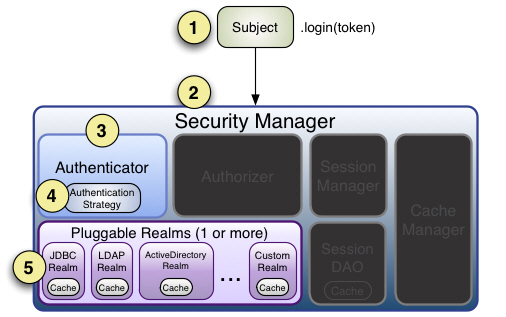 1
Subject
.login(token)
2
Security Manager
3
Authenticator
4
Authentication
Strategy
Authorizer
Session
Manager
Cache
Manager
Pluggable Realms (1 or more)
5
JDBC
Realm
Cache
LDAP
Realm
Cache
ActiveDirectory
Realm
Cache
...
Custom
Realm
Cache
Session
DAO
Cache